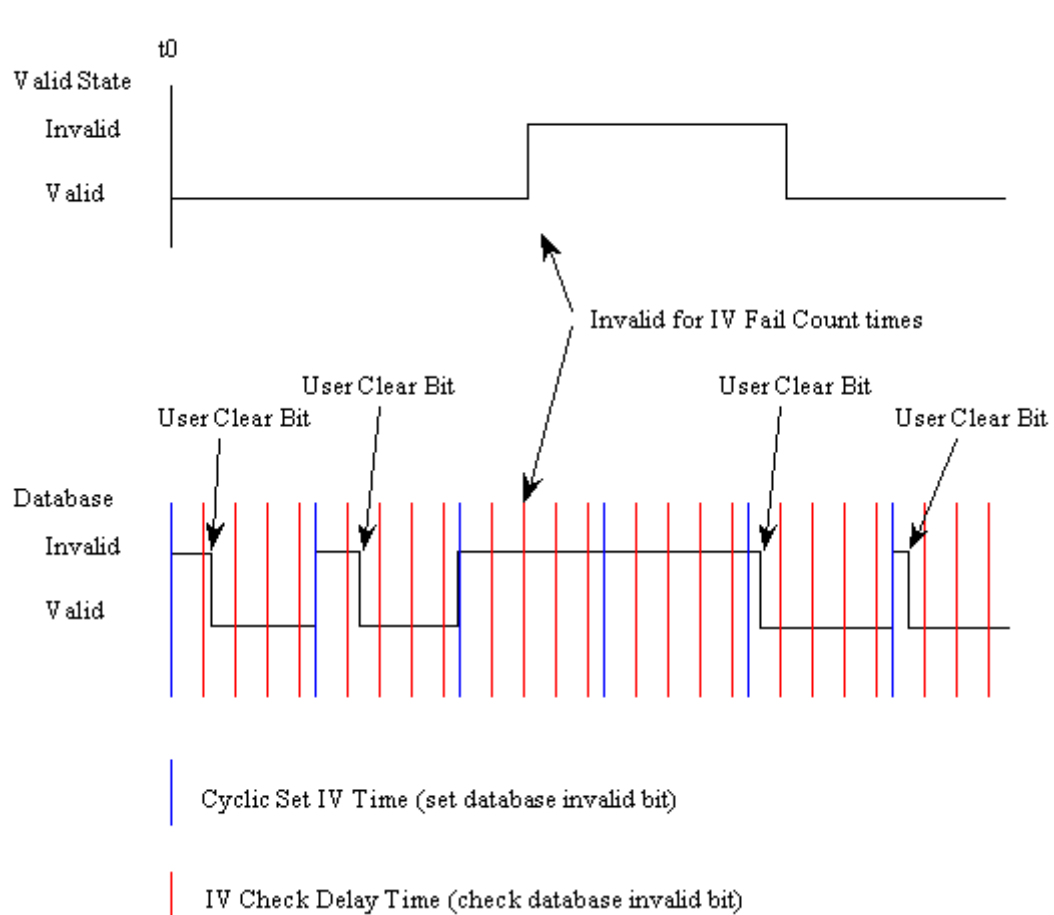 t0
Valid State
Invalid
Valid
Invalid for IV Fail Count times
User Clear Bit
User Clear Bit
User Clear Bit
User Clear Bit
Database
Invalid
Valid
Cyclic Set IV Time (set database invalid bit)
IV Check Delay Time (check database invalid bit)